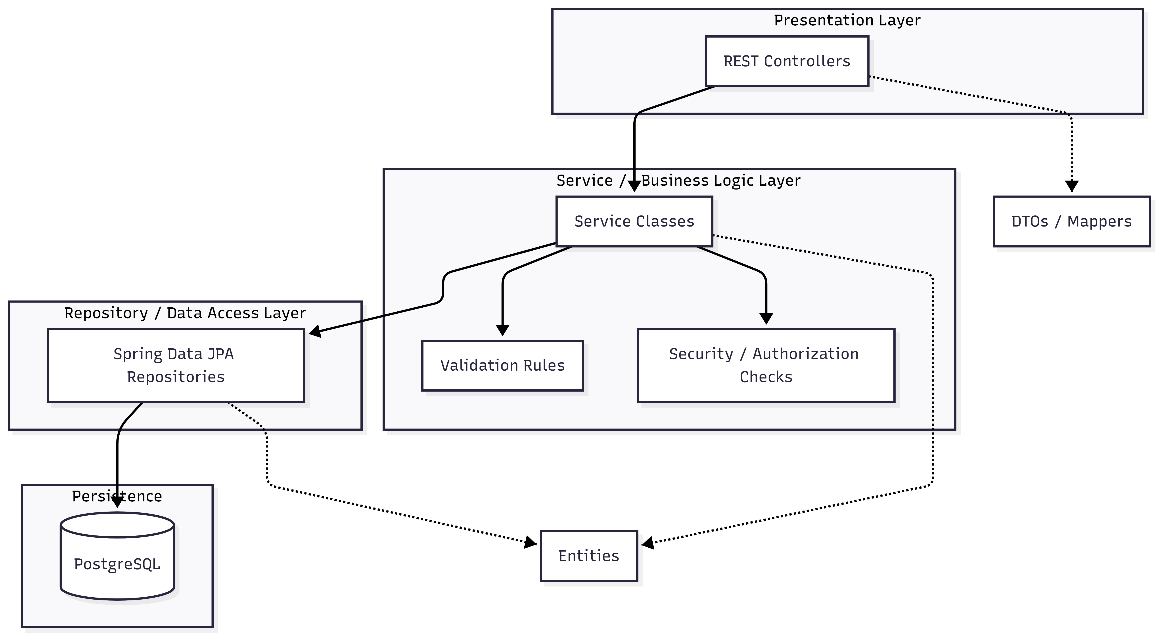 Presentation Layer
REST Controllers
Service / Business Logic Layer
Service Classes
DTOs / Mappers
Repository / Data Access Layer
Spring Data JPA
Repositories
Validation Rules
Security / Authorization
Checks
Persistence
PostgreSQL
Entities